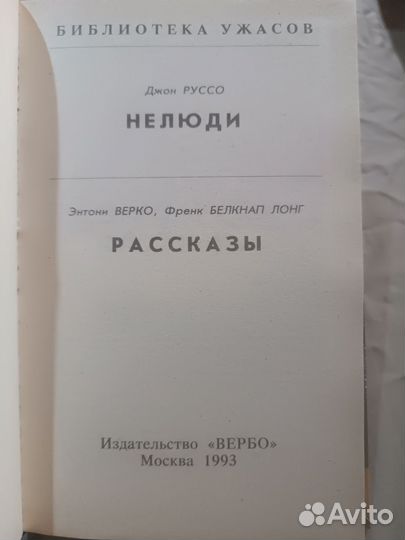 БИБЛИОТЕКА УЖАСОВ
Джон РУССО
НЕЛЮДИ
Энтони ВЕРКО, Френк БЕЛКНАП ЛОНГ
РАССКАЗЫ
Издательство «ВЕРБО»
Москва 1993
Avito